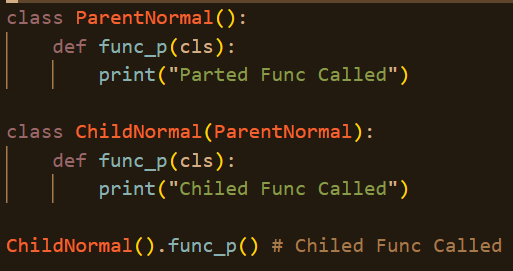 class ParentNormal():
    def func_p(cls):
        print("Parted Func Called")

class ChildNormal(ParentNormal):
    def func_p(cls):
        print("Chiled Func Called")

ChildNormal().func_p() # Chiled Func Called